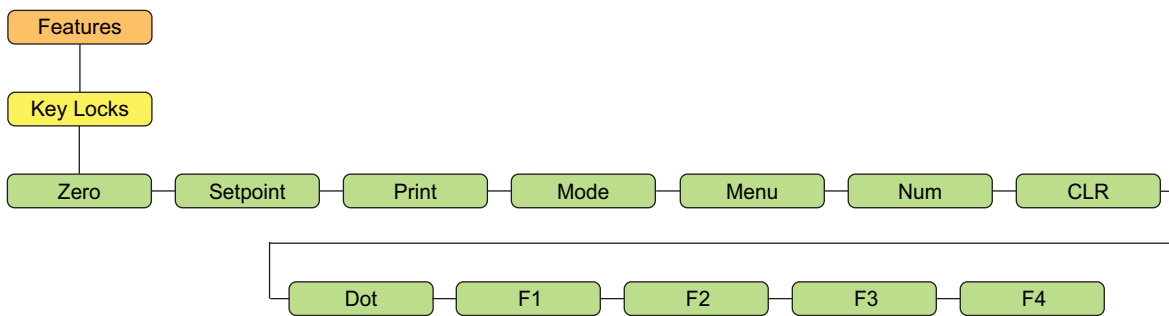 Features
Key Locks
Zero Setpoint Print Mode Menu Num CLR
Dot F1 F2 F3 F4